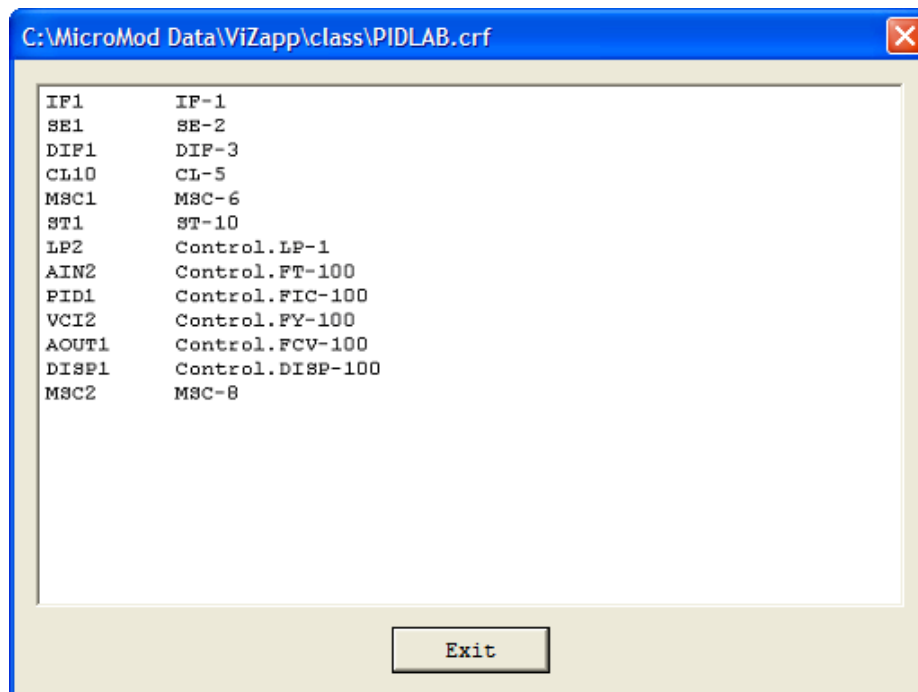 C:\MicroMod Data\ViZapp\class\PIDLAB.crf
IF1 IF-1
SE1 SE-2
DIF1 DIF-3
CL10 CL-5
MSC1 MSC-6
ST1 ST-10
LP2 Control.LP-1
AIN2 Control.FT-100
PID1 Control.FIC-100
VCI2 Control.FY-100
AOUT1 Control.FCV-100
DISP1 Control.DISP-100
MSC2 MSC-8
Exit